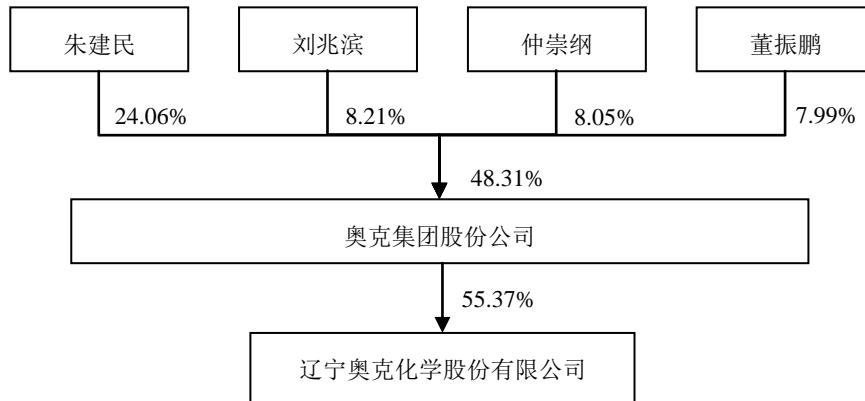 朱建民
刘兆滨
仲崇纲
董振鹏
24.06%
8.21%
8.05%
7.99%
48.31%
奥克集团股份公司
55.37%
辽宁奥克化学股份有限公司